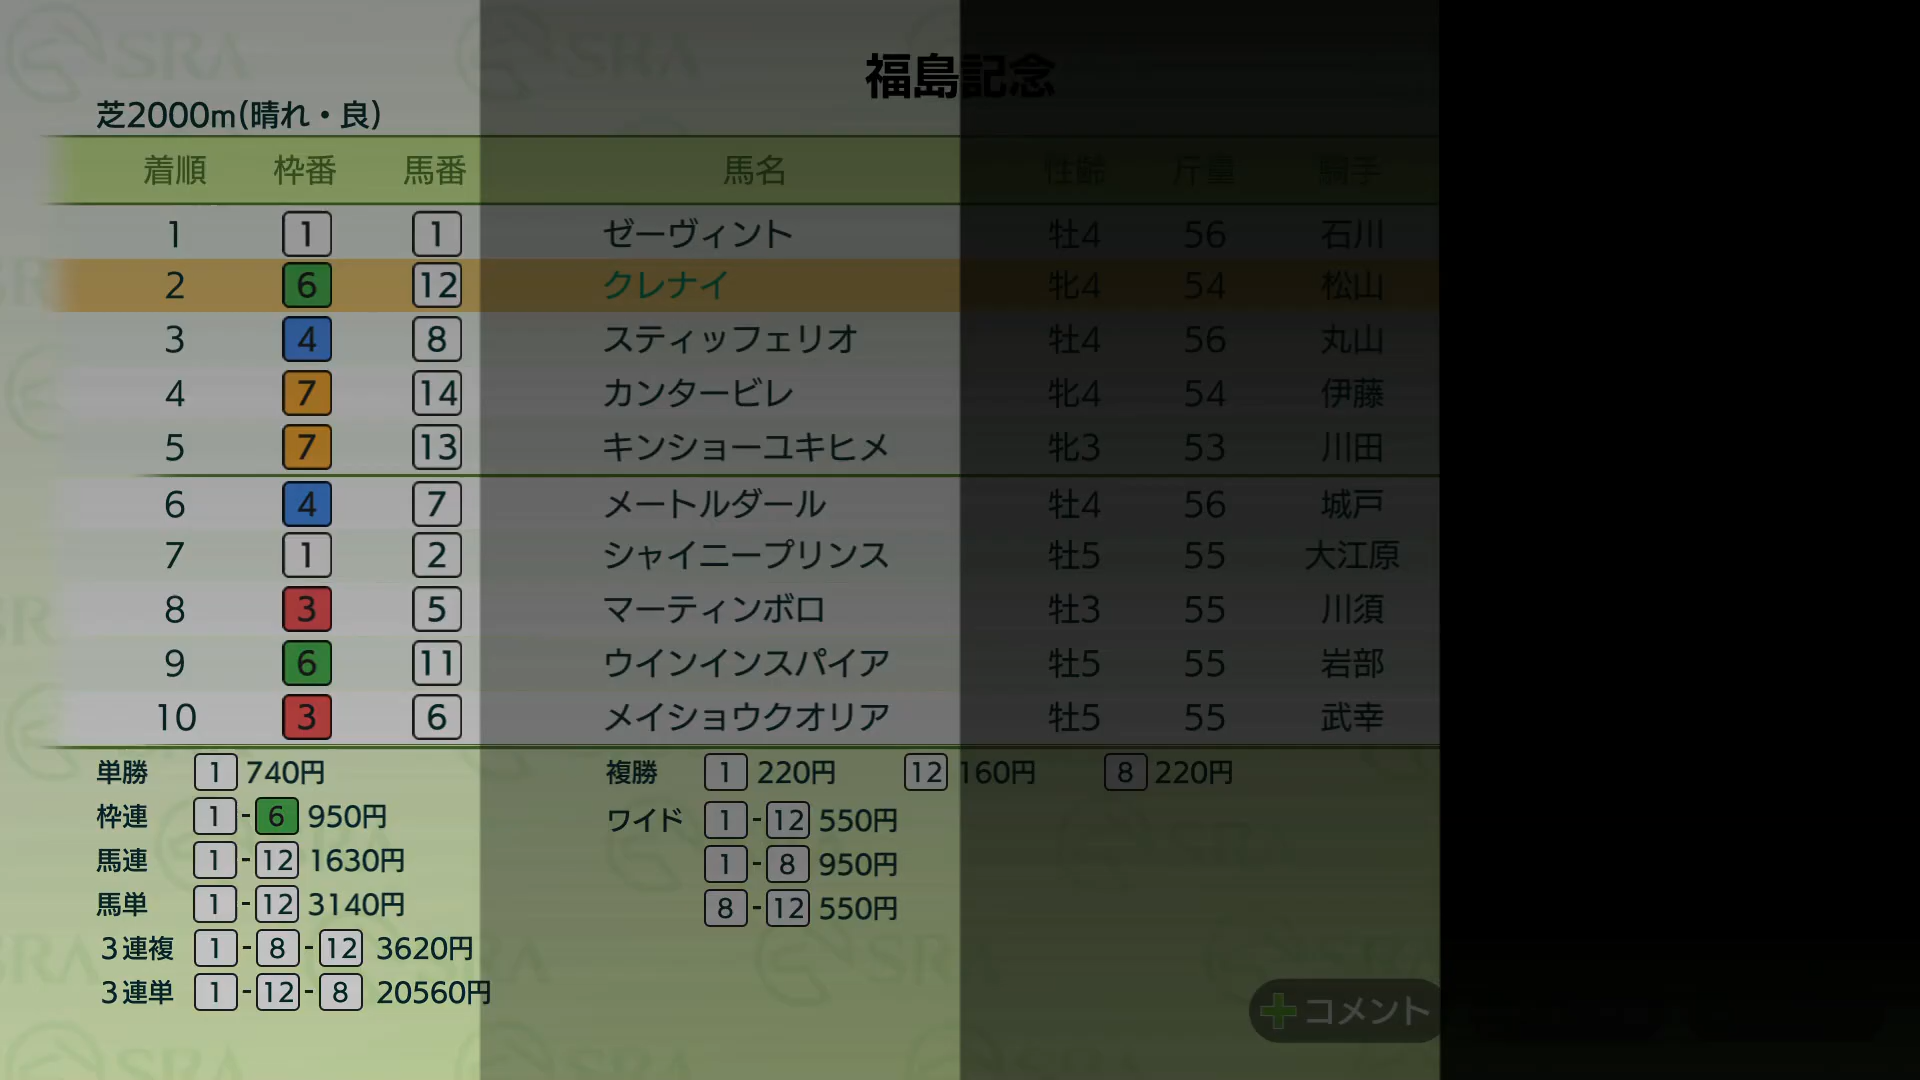 福島記念
芝2000m(晴れ・良)
着順 枠番 馬番 馬名 性齢 斤量 騎手
1 1 1 ゼーヴィント 牡4 56 石川
2 6 12 クレナイ 牝4 54 松山
3 4 8 スティッフェリオ 牡4 56 丸山
4 7 14 カンタービレ 牝4 54 伊藤
5 7 13 キンショーユキヒメ 牝3 53 川田
6 4 7 メートルダール 牡4 56 城戸
7 1 2 シャイニープリンス 牡5 55 大江原
8 3 5 マーティンボロ 牡3 55 川須
9 6 11 ウインインスパイア 牡5 55 岩部
10 3 6 メイショウクオリア 牡5 55 武幸
単勝 1 740円 複勝 1 220円 12 160円 8 220円
枠連 1-6 950円 ワイド 1-12 550円
馬連 1-12 1630円 1-8 950円
馬単 1-12 3140円 8-12 550円
3連複 1-8-12 3620円
3連単 1-12-8 20560円
コメント